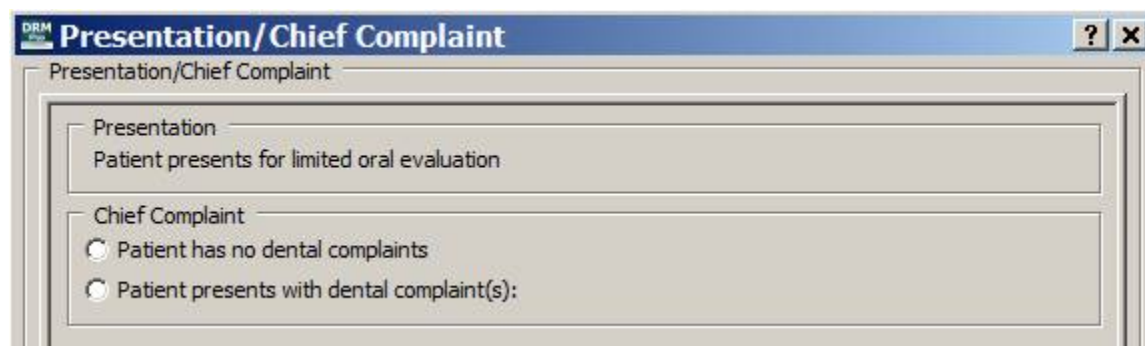 DRM
Presentation/Chief Complaint
? x
Presentation/Chief Complaint
Presentation
Patient presents for limited oral evaluation
Chief Complaint
Patient has no dental complaints
Patient presents with dental complaint(s):